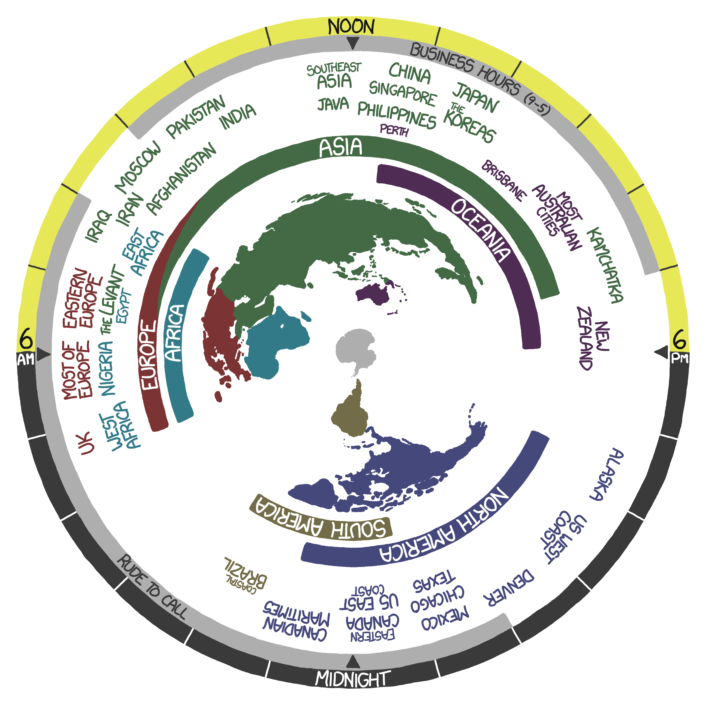 NOON
BUSINESS HOURS (9-5)
SOUTHEAST
ASIA
CHINA
SINGAPORE
JAPAN
JAVA
PHILIPPINES
THE
KOREAS
PERTH
PAKISTAN
INDIA
MOSCOW
AFGHANISTAN
IRAN
IRAQ
ASIA
BRISBANE
MOST
AUSTRALIAN
CITIES
OCEANIA
KAMCHATKA
EAST
AFRICA
EASTERN
EUROPE
THE LEVANT
EGYPT
NEW
ZEALAND
6
AM
6
PM
MOST OF
EUROPE
NIGERIA
EUROPE
AFRICA
UK
WEST
AFRICA
ALASKA
US WEST
COAST
NORTH AMERICA
SOUTH AMERICA
RUDE TO CALL
COASTAL
BRAZIL
DENVER
TEXAS
CHICAGO
MEXICO
US EAST
COAST
EASTERN
CANADA
CANADIAN
MARITIMES
MIDNIGHT